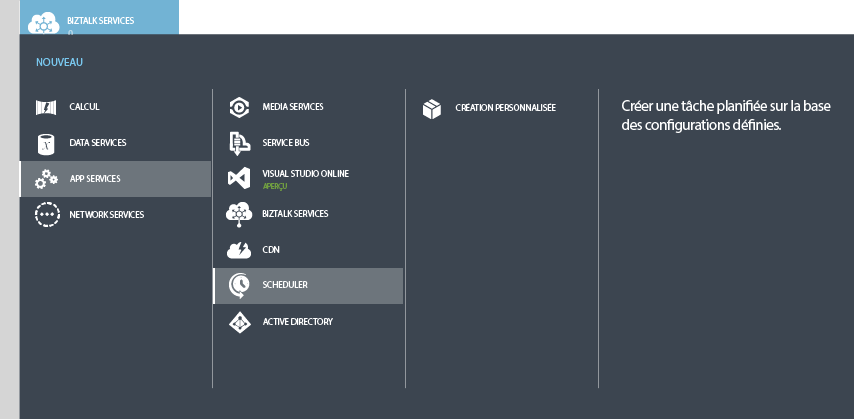 BIZTALK SERVICES
0
NOUVEAU
CALCUL
DATA SERVICES
APP SERVICES
NETWORK SERVICES
MEDIA SERVICES
SERVICE BUS
VISUAL STUDIO ONLINE
APERÇU
BIZTALK SERVICES
CDN
SCHEDULER
ACTIVE DIRECTORY
CRÉATION PERSONNALISÉE
Créer une tâche planifiée sur la base
des configurations définies.